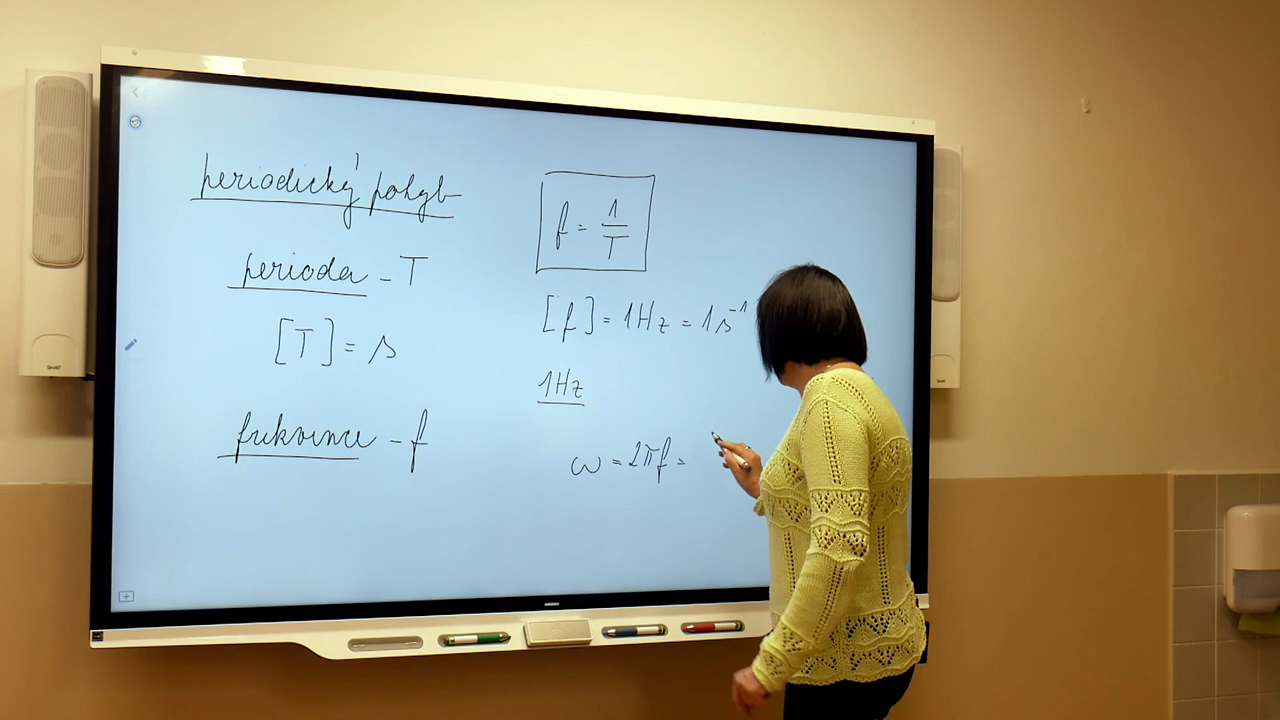 periodický pohyb
perioda - T
[T] = s
frekvence - f
f = 1/T
[f] = 1Hz = 1s⁻¹
1Hz
ω = 2πf =